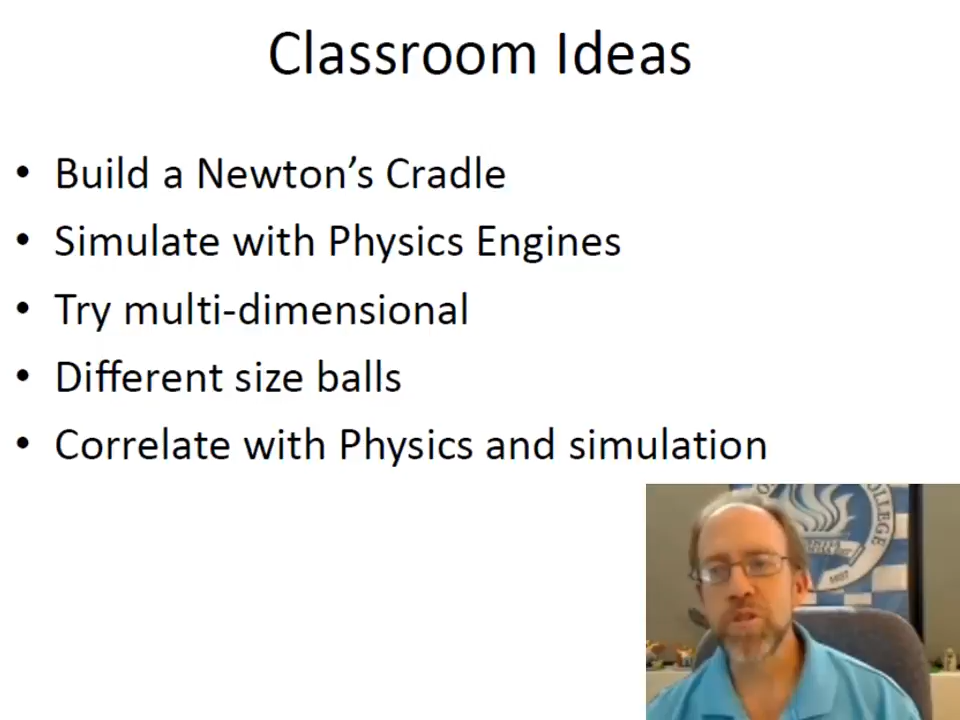 Classroom Ideas
• Build a Newton’s Cradle
• Simulate with Physics Engines
• Try multi-dimensional
• Different size balls
• Correlate with Physics and simulation
OLLEGE